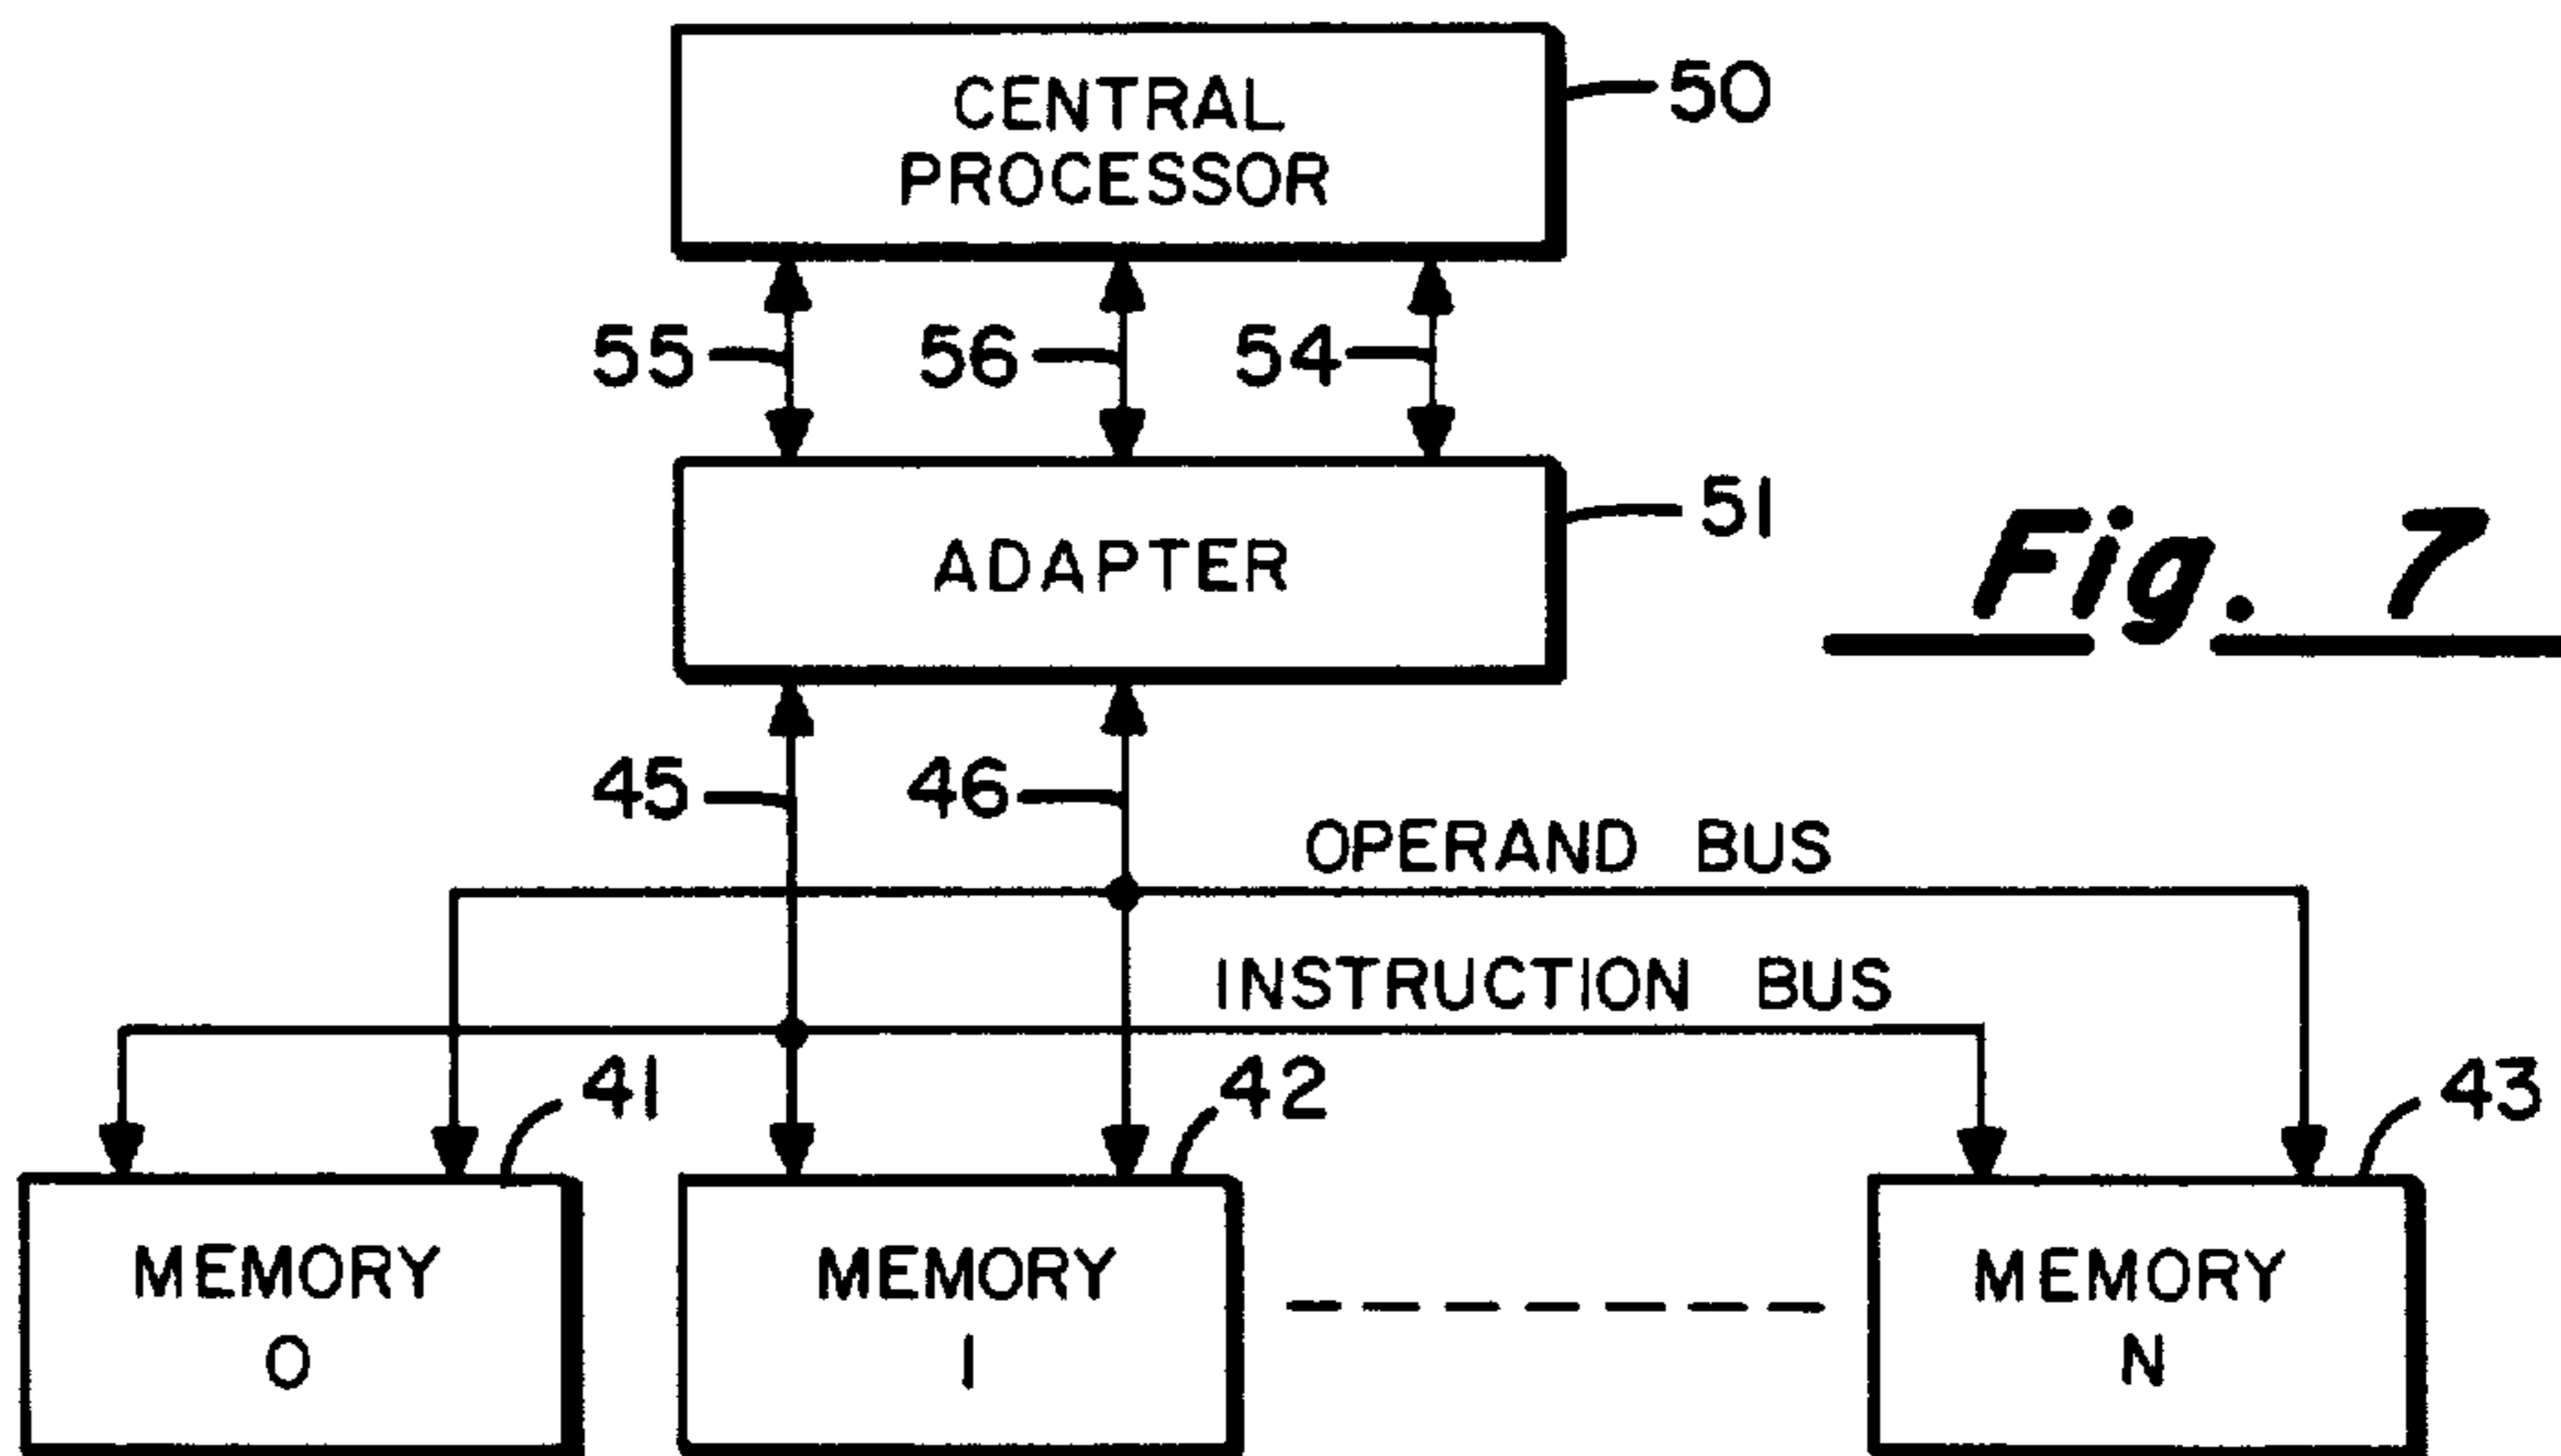 CENTRAL
PROCESSOR
50
55
56
54
ADAPTER
51
Fig. 7
45
46
OPERAND BUS
INSTRUCTION BUS
41
42
43
MEMORY
0
MEMORY
1
MEMORY
N